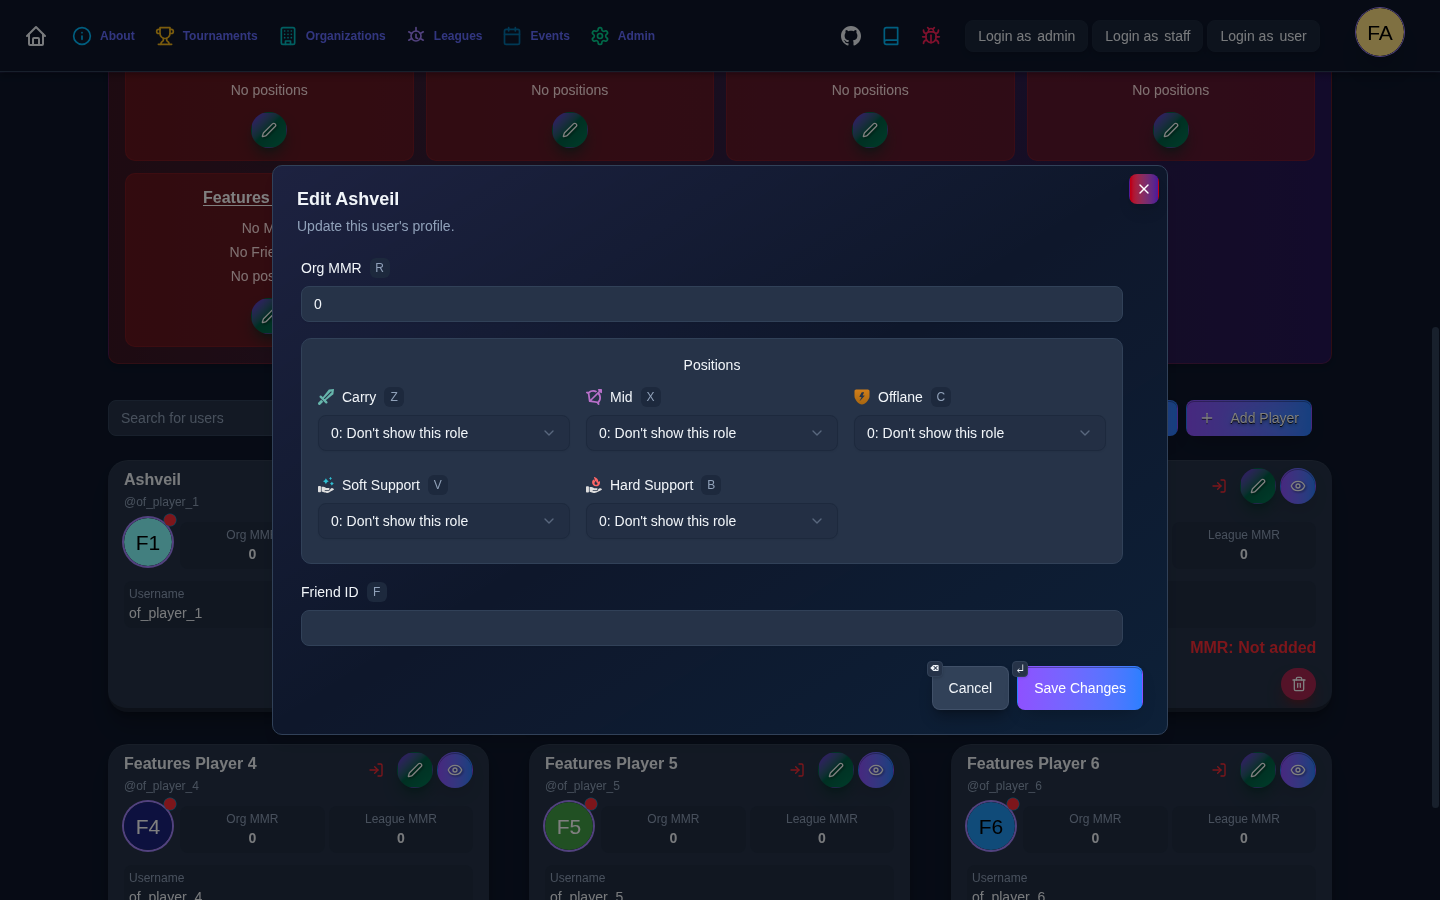 About Tournaments Organizations Leagues Events Admin Login as admin Login as staff Login as user FA
No positions No positions No positions No positions
Edit Ashveil
Update this user's profile.
Features
No M
No Frie
No pos
Org MMR R
0
Positions
Carry Z Mid X Offlane C
0: Don't show this role 0: Don't show this role 0: Don't show this role
Soft Support V Hard Support B
0: Don't show this role 0: Don't show this role
Friend ID F
Cancel Save Changes
Search for users Add Player
Ashveil
@of_player_1
F1 Org MM League MMR
0 0
Username
of_player_1
MMR: Not added
Features Player 4 Features Player 5 Features Player 6
@of_player_4 @of_player_5 @of_player_6
F4 Org MMR League MMR F5 Org MMR League MMR F6 Org MMR League MMR
0 0 0 0 0 0
Username Username Username
of_player_4 of_player_5 of_player_6